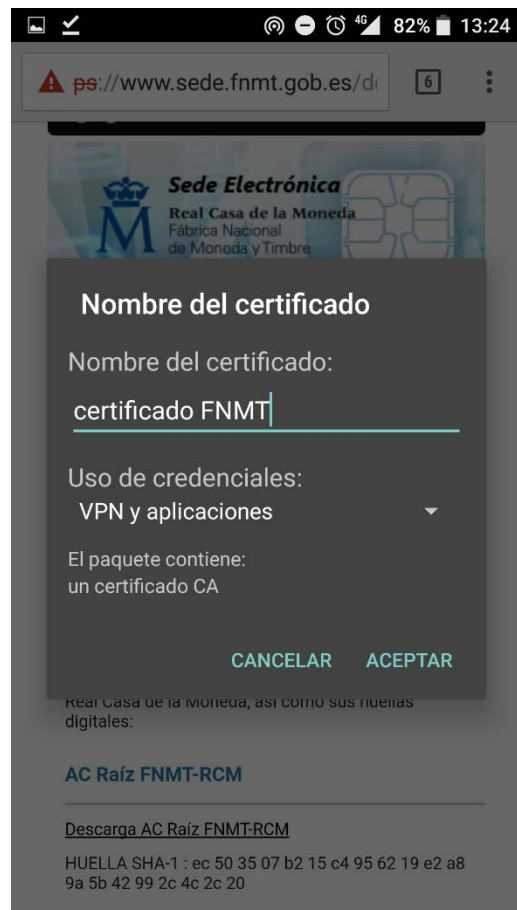 4G 82% 13:24
ps://www.sede.fnmt.gob.es/d
6
Sede Electrónica
Real Casa de la Moneda
Fábrica Nacional
de Moneda y Timbre
Nombre del certificado
Nombre del certificado:
certificado FNMT
Uso de credenciales:
VPN y aplicaciones
El paquete contiene:
un certificado CA
CANCELAR ACEPTAR
Real Casa de la Moneda, así como sus huellas
digitales:
AC Raíz FNMT-RCM
Descarga AC Raíz FNMT-RCM
HUELLA SHA-1 : ec 50 35 07 b2 15 c4 95 62 19 e2 a8
9a 5b 42 99 2c 4c 2c 20